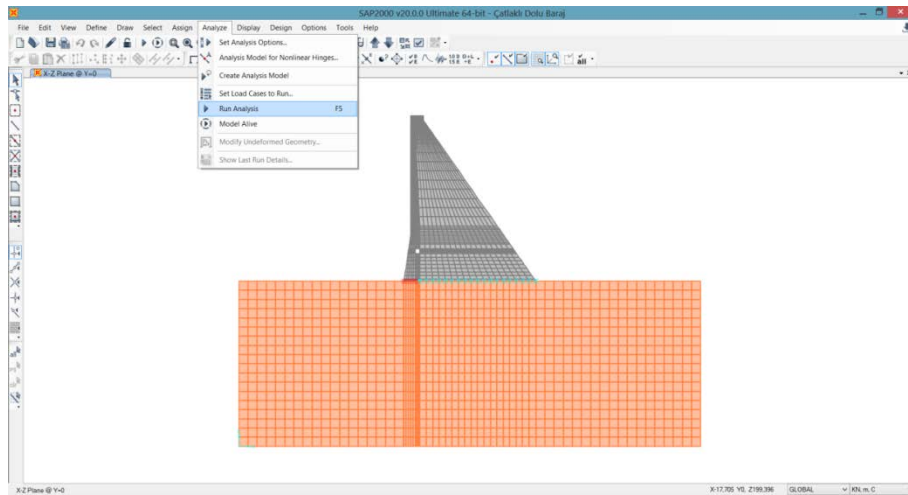 SAP2000 v20.0.0 Ultimate 64-bit - Çatlaklı Dolu Baraj
File Edit View Define Draw Select Assign Analyze Display Design Options Tools Help
Set Analysis Options...
Analysis Model for Nonlinear Hinges...
Create Analysis Model
Set Load Cases to Run...
Run Analysis F5
Model Alive
Modify Undeformed Geometry...
Show Last Run Details...
X-Z Plane @ Y=0
X-Z Plane @ Y=0
X-17,705 Y0, Z199,396 GLOBAL KN, m, C